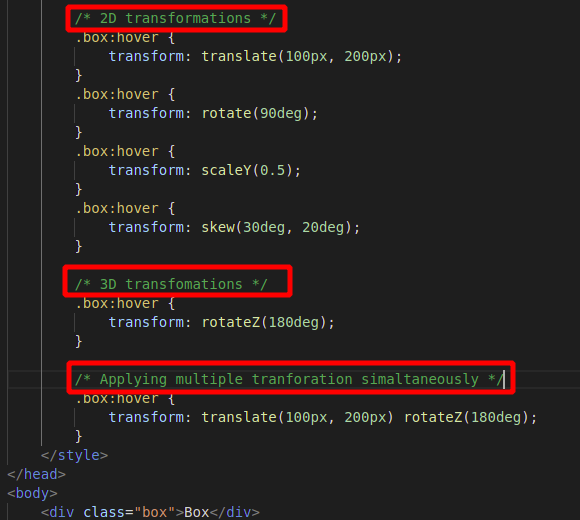 /* 2D transformations */
.box:hover {
transform: translate(100px, 200px);
}
.box:hover {
transform: rotate(90deg);
}
.box:hover {
transform: scaleY(0.5);
}
.box:hover {
transform: skew(30deg, 20deg);
}
/* 3D transfomations */
.box:hover {
transform: rotateZ(180deg);
}
/* Applying multiple tranforation simaltaneously */
.box:hover {
transform: translate(100px, 200px) rotateZ(180deg);
}
</style>
</head>
<body>
<div class="box">Box</div>